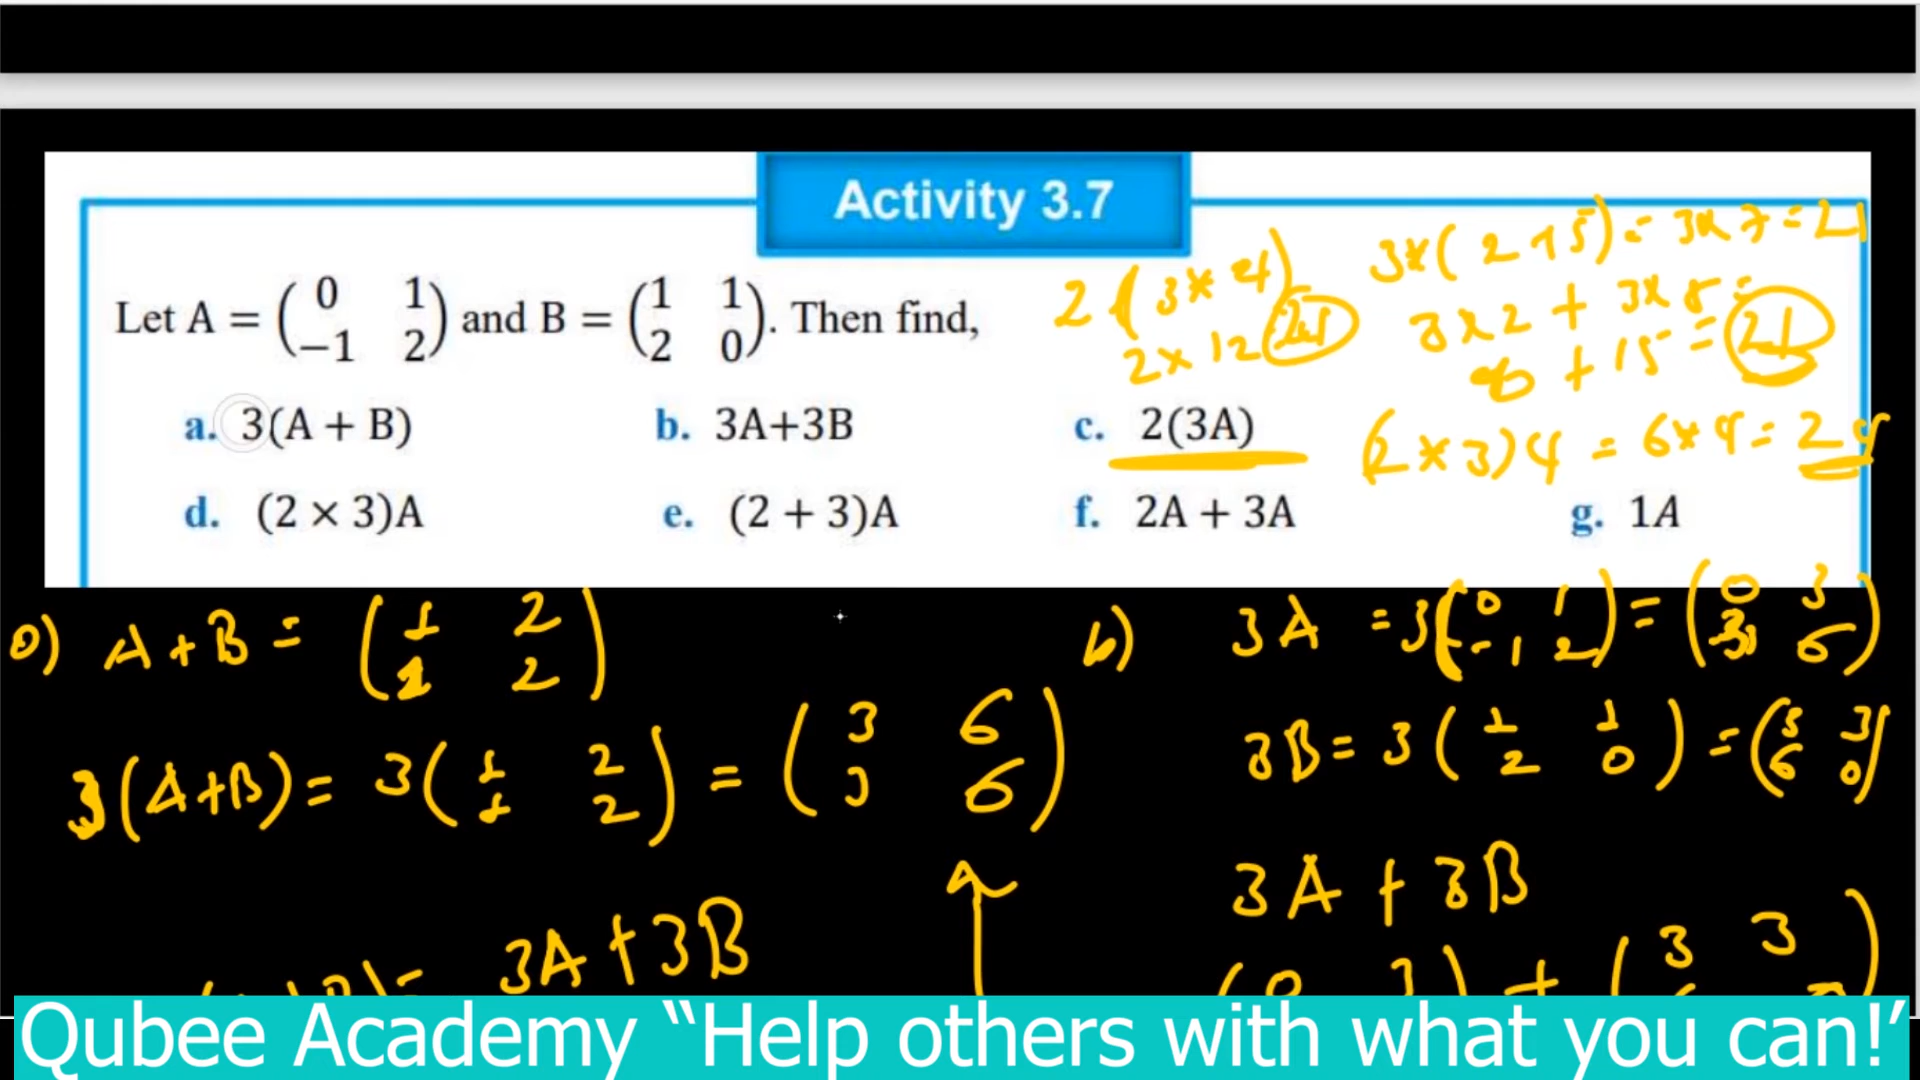 Activity 3.7
Let A = ( 0 1 −1 2 ) and B = ( 1 1 2 0 ). Then find,
2(3×4)
2×12 24
3×(2+5) = 3×7 = 21
3×2 + 3×5 =
6 + 15 = 21
a. 3(A + B) b. 3A+3B c. 2(3A)
(2×3)4 = 6×4 = 24
d. (2 × 3)A e. (2 + 3)A f. 2A + 3A g. 1A
a) A+B = ( 1 2 1 2 )
3(A+B) = 3( 1 2 1 2 ) = ( 3 6 3 6 )
3A+3B
b) 3A = 3( 0 1 -1 2 ) = ( 0 3 -3 6 )
3B = 3( 1 1 2 0 ) = ( 3 3 6 0 )
3A + 3B
( 0 3 ) + ( 3 3 )
Qubee Academy “Help others with what you can!’